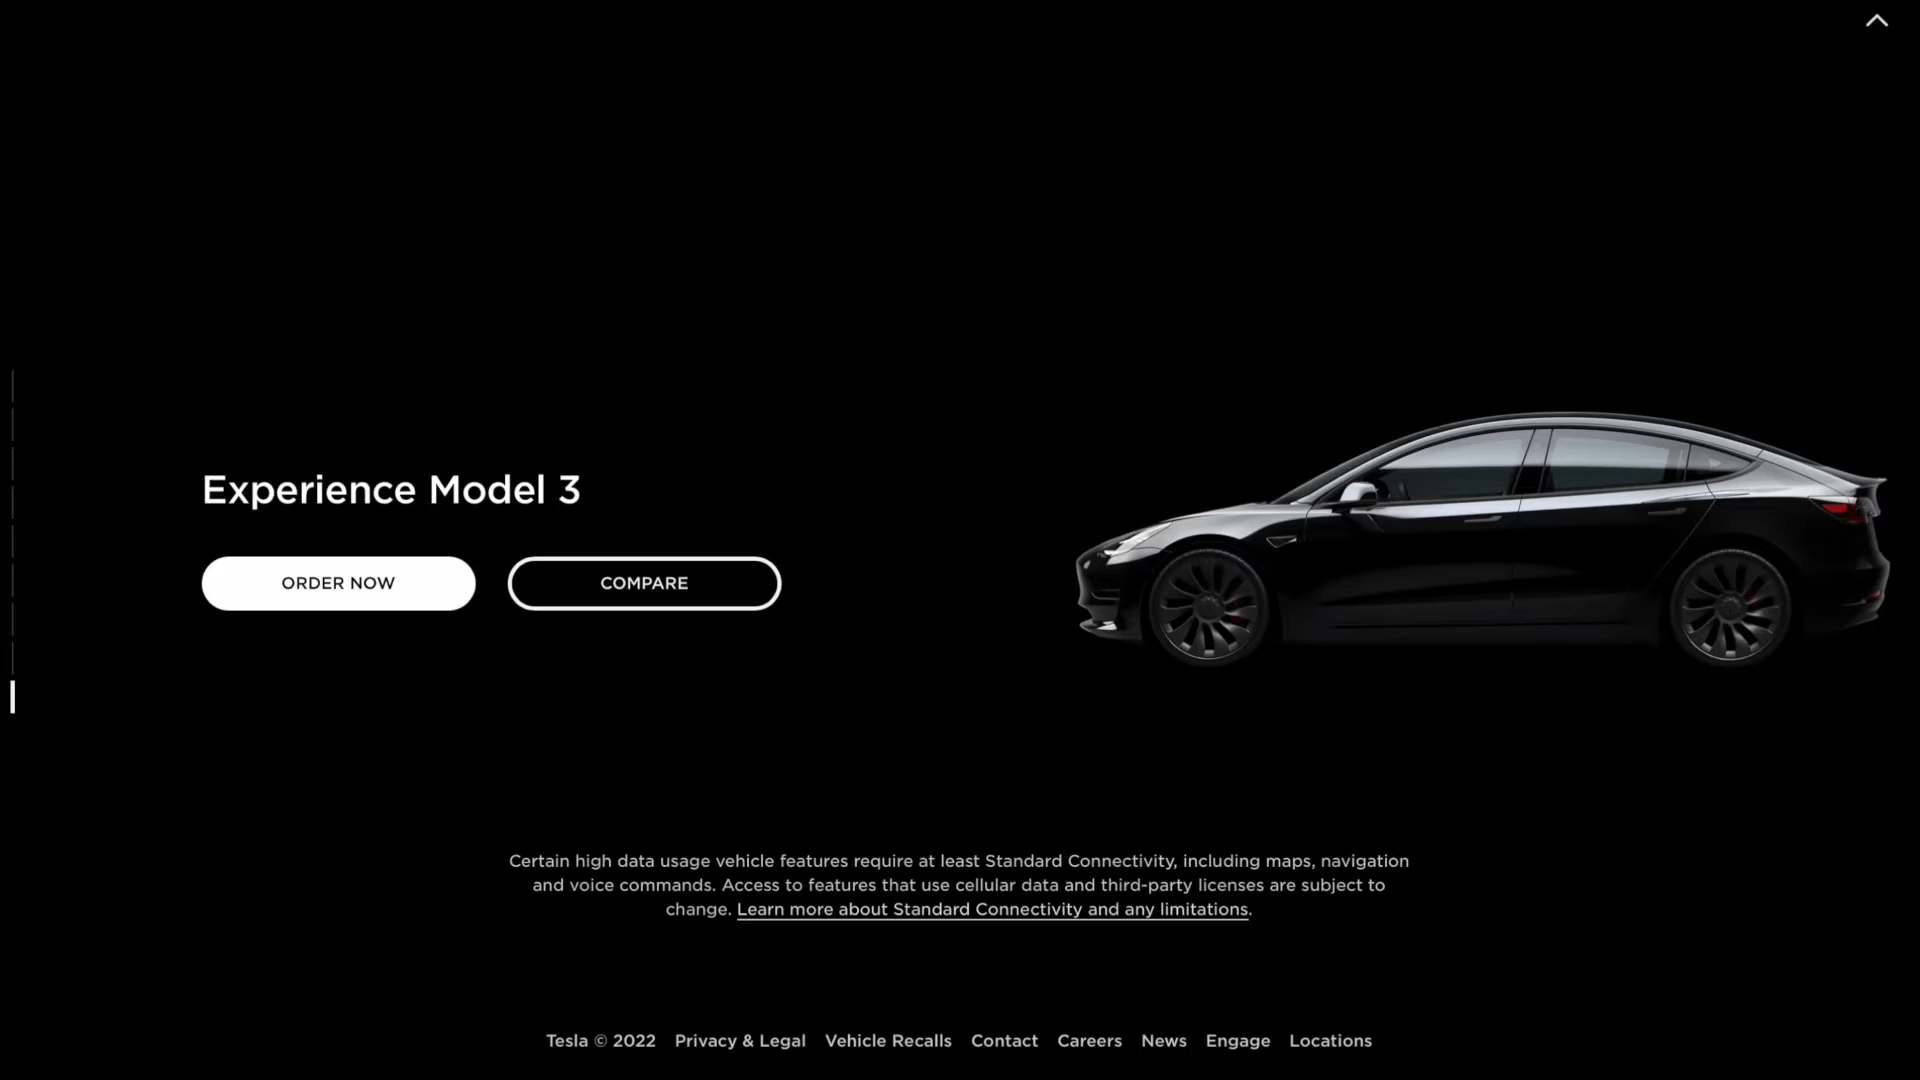 Experience Model 3
ORDER NOW
COMPARE
Certain high data usage vehicle features require at least Standard Connectivity, including maps, navigation
and voice commands. Access to features that use cellular data and third-party licenses are subject to
change. Learn more about Standard Connectivity and any limitations.
Tesla © 2022 Privacy & Legal Vehicle Recalls Contact Careers News Engage Locations